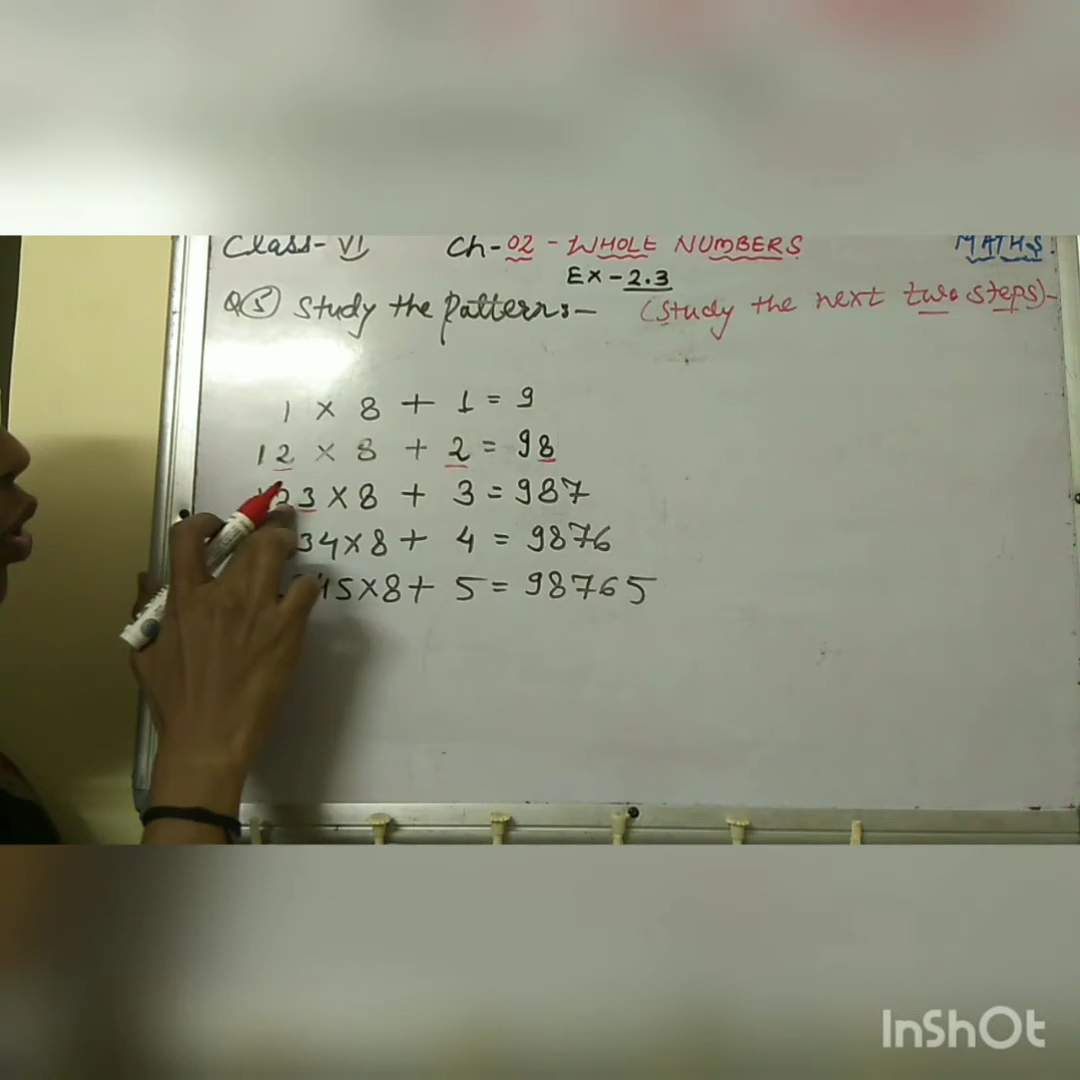 Class-VI Ch-02 - WHOLE NUMBERS MATHS:
Ex-2.3
Q(5) Study the Pattern:- (Study the next two steps)-
1 × 8 + 1 = 9
12 × 8 + 2 = 98
123 × 8 + 3 = 987
34 × 8 + 4 = 9876
45 × 8 + 5 = 98765
InShOt